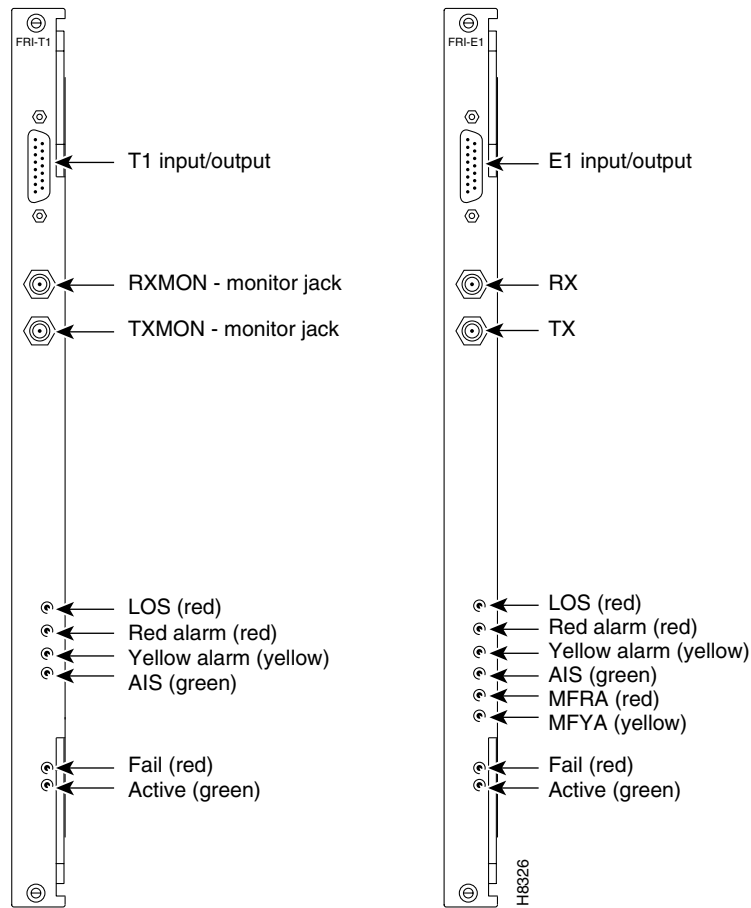 FRI-T1
T1 input/output
RXMON - monitor jack
TXMON - monitor jack
LOS (red)
Red alarm (red)
Yellow alarm (yellow)
AIS (green)
Fail (red)
Active (green)
FRI-E1
E1 input/output
RX
TX
LOS (red)
Red alarm (red)
Yellow alarm (yellow)
AIS (green)
MFRA (red)
MFYA (yellow)
Fail (red)
Active (green)
H8326